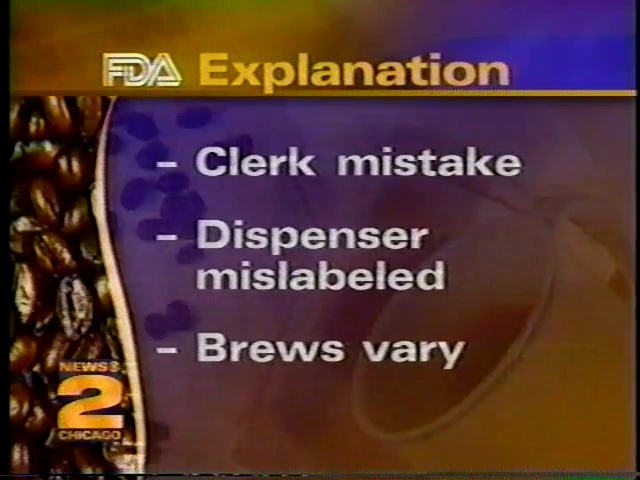 FDA Explanation
- Clerk mistake
- Dispenser
mislabeled
- Brews vary
NEWS
2
CHICAGO